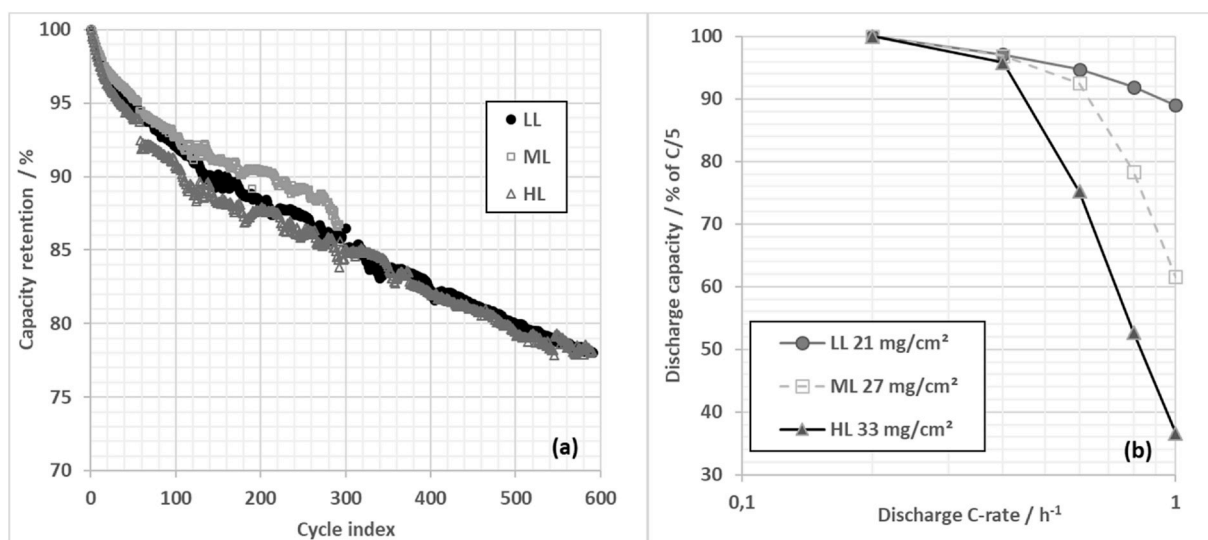 100
95
90
85
80
75
70
Capacity retention / %
0 100 200 300 400 500 600
Cycle index
LL
ML
HL
(a)
100
90
80
70
60
50
40
30
Discharge capacity / % of C/5
0,1 1
Discharge C-rate / h⁻¹
LL 21 mg/cm²
ML 27 mg/cm²
HL 33 mg/cm²
(b)